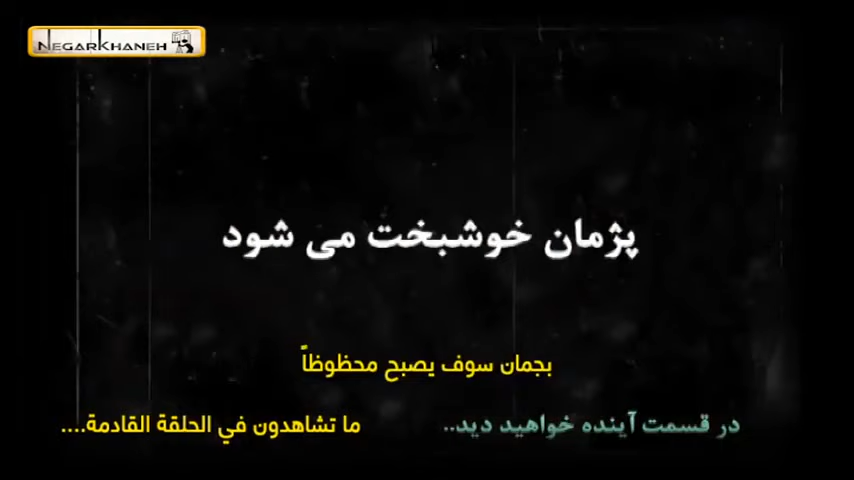 NEGARKHANEH
پژمان خوشبخت می شود
بجمان سوف يصبح محظوظاً
در قسمت آینده خواهید دید..
ما تشاهدون في الحلقة القادمة....